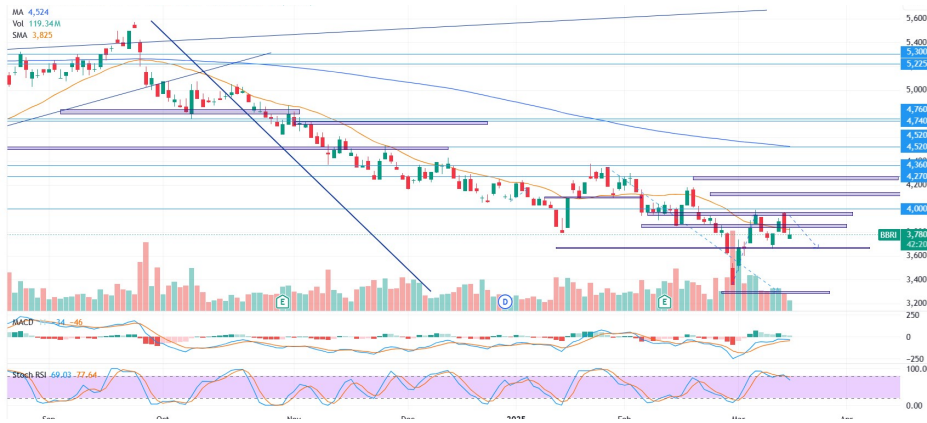 MA 4,524
Vol 119.34M
SMA 3,825
5,600
5,400
5,300
5,225
5,000
4,760
4,740
4,520
4,520
4,360
4,270
4,200
4,000
BBRI 3,780
42:20
3,600
3,400
3,200
E
D
E
MACD -34 -46
250
0
-250
Stoch RSI 69.03 77.64
100.0
0.00
Sep Oct Nov Dec 2025 Feb Mar Apr